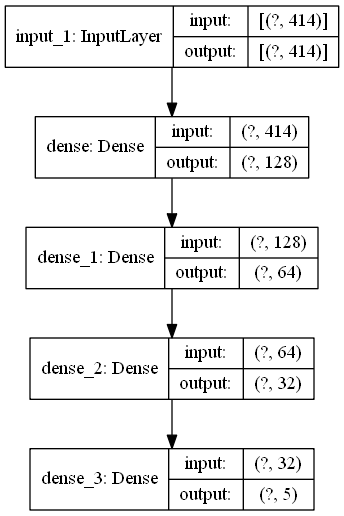 input_1: InputLayer
input: [(?, 414)]
output: [(?, 414)]
dense: Dense
input: (?, 414)
output: (?, 128)
dense_1: Dense
input: (?, 128)
output: (?, 64)
dense_2: Dense
input: (?, 64)
output: (?, 32)
dense_3: Dense
input: (?, 32)
output: (?, 5)